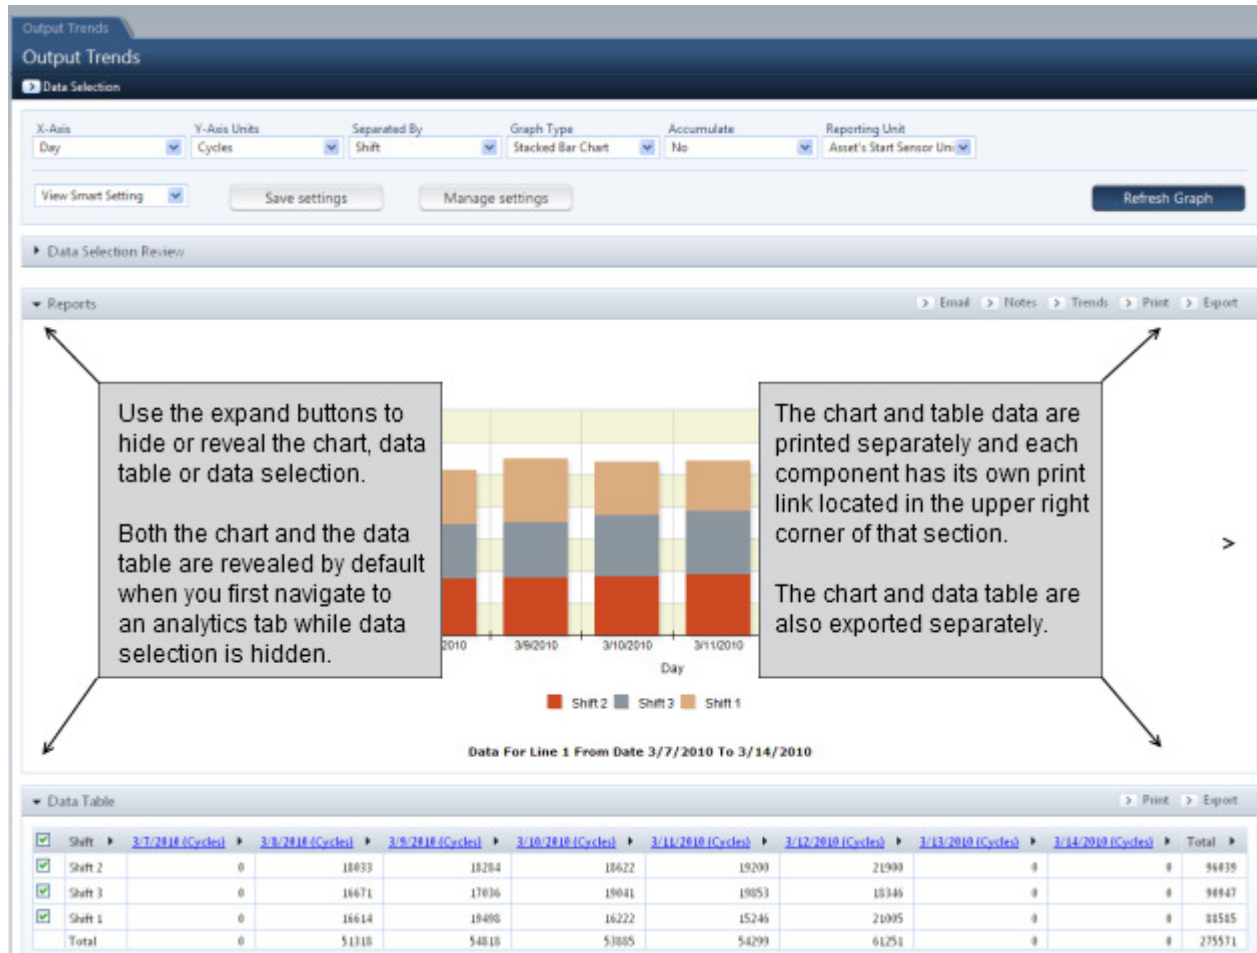 Output Trends
Output Trends
Data Selection
X-Axis Y-Axis Units Separated By Graph Type Accumulate Reporting Unit
Day Cycles Shift Stacked Bar Chart No Asset's Start Sensor Uni
View Smart Setting Save settings Manage settings Refresh Graph
Data Selection Review
Reports > Email > Notes > Trends > Print > Export
Use the expand buttons to
hide or reveal the chart, data
table or data selection.
Both the chart and the data
table are revealed by default
when you first navigate to
an analytics tab while data
selection is hidden.
The chart and table data are
printed separately and each
component has its own print
link located in the upper right
corner of that section.
The chart and data table are
also exported separately.
>
2010 3/9/2010 3/10/2010 3/11/2010
Day
Shift 2 Shift 3 Shift 1
Data For Line 1 From Date 3/7/2010 To 3/14/2010
Data Table > Print > Export
Shift 3/7/2010 (Cycles) 3/8/2010 (Cycles) 3/9/2010 (Cycles) 3/10/2010 (Cycles) 3/11/2010 (Cycles) 3/12/2010 (Cycles) 3/13/2010 (Cycles) 3/14/2010 (Cycles) Total
Shift 2 0 18033 18284 18622 19200 21900 0 0 96039
Shift 3 0 16671 17036 19041 19853 18346 0 0 90947
Shift 1 0 16614 19498 16222 15246 21005 0 0 88585
Total 0 51318 54818 53885 54299 61251 0 0 275571